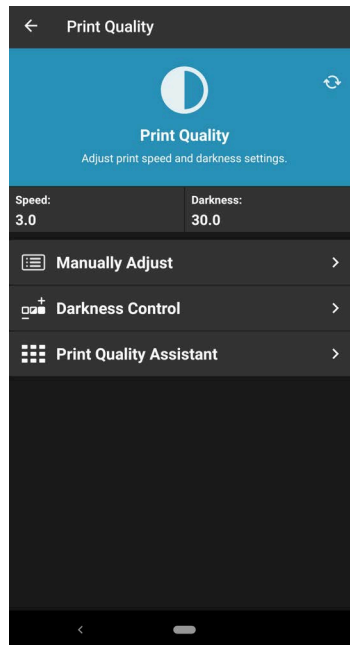 Print Quality
Print Quality
Adjust print speed and darkness settings.
Speed:
3.0
Darkness:
30.0
Manually Adjust
Darkness Control
Print Quality Assistant